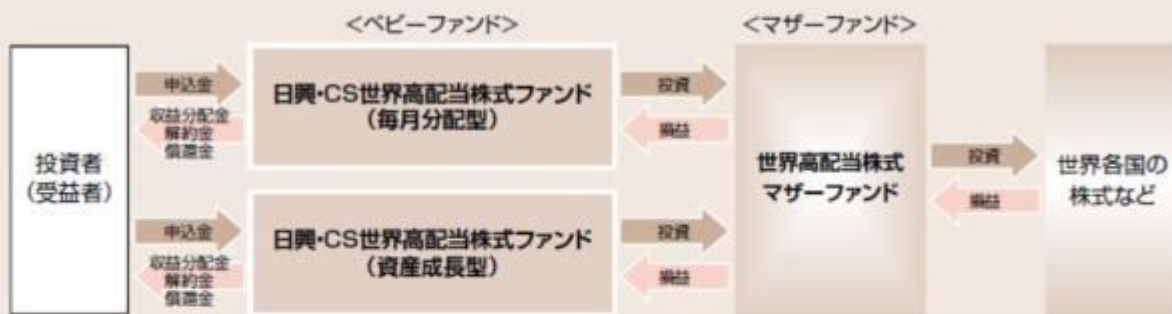 <ベビーファンド>
<マザーファンド>
投資者
(受益者)
申込金
収益分配金
解約金
償還金
日興・CS世界高配当株式ファンド
(毎月分配型)
投資
損益
申込金
収益分配金
解約金
償還金
日興・CS世界高配当株式ファンド
(資産成長型)
投資
損益
世界高配当株式
マザーファンド
投資
損益
世界各国の
株式など